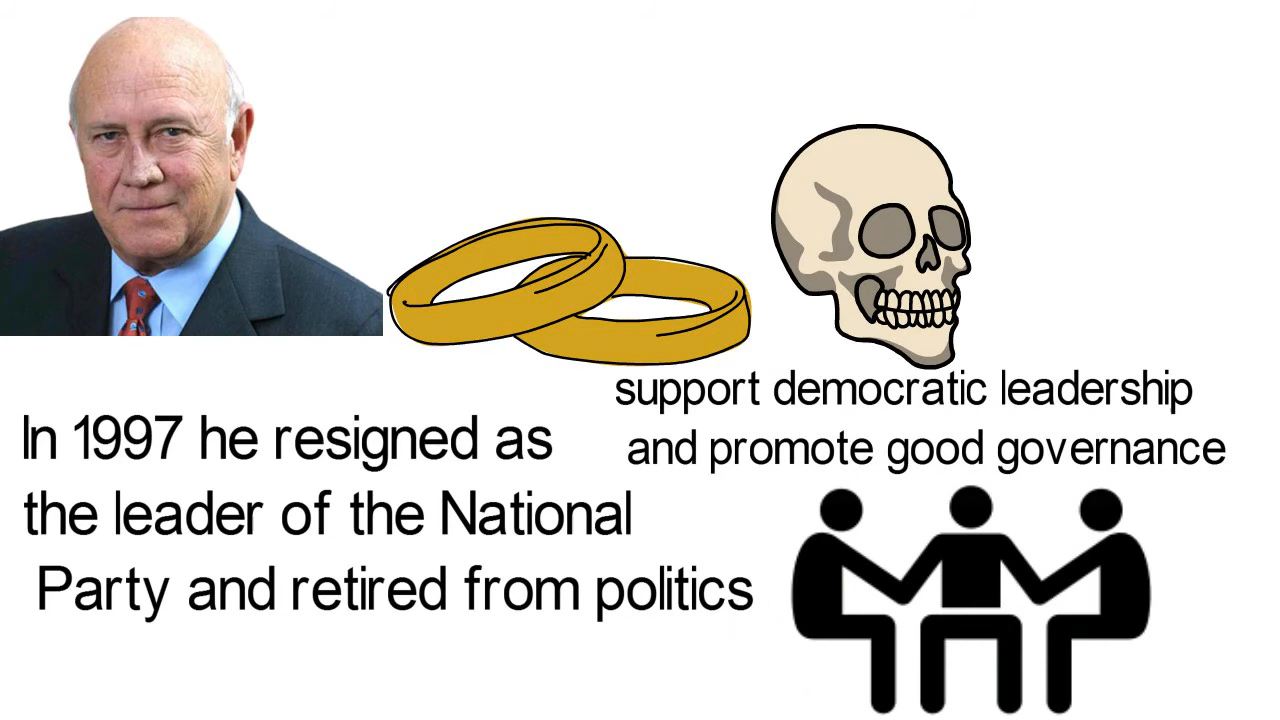 support democratic leadership
and promote good governance
In 1997 he resigned as
the leader of the National
Party and retired from politics